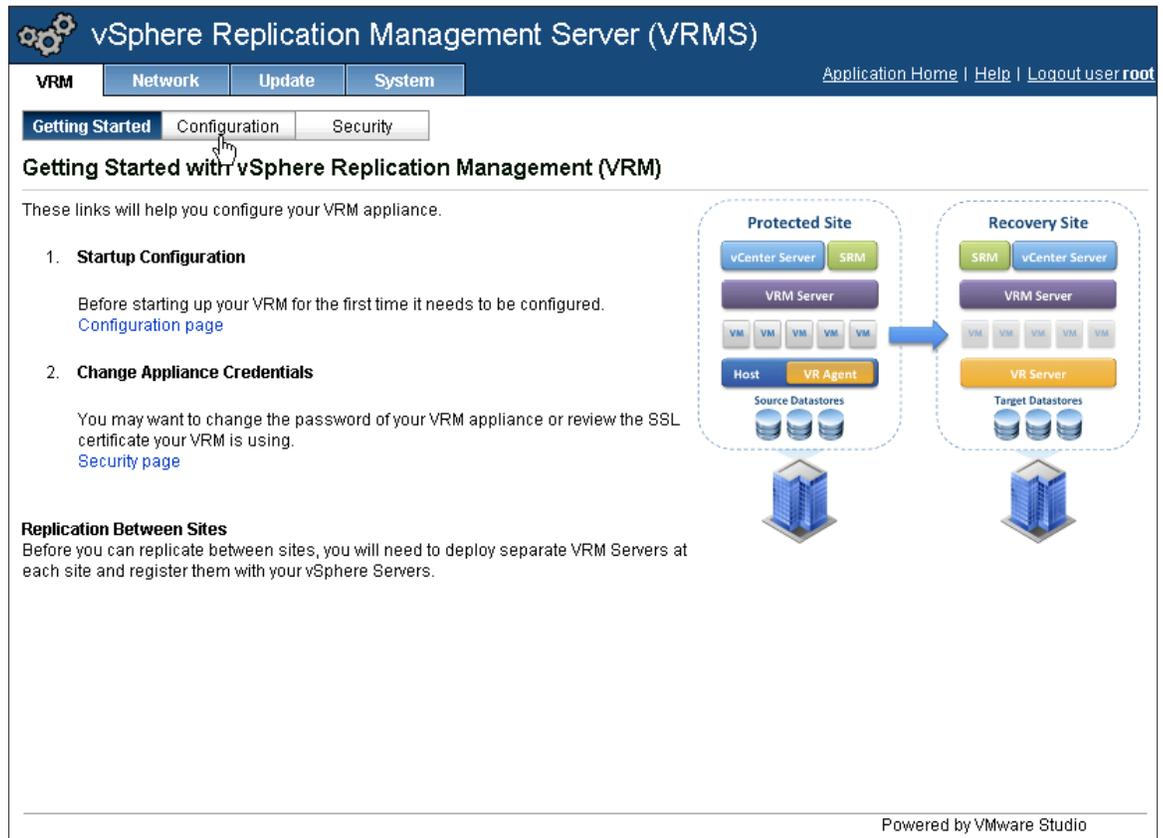 vSphere Replication Management Server (VRMS)
VRM Network Update System
Application Home | Help | Logout user root
Getting Started Configuration Security
Getting Started with vSphere Replication Management (VRM)
These links will help you configure your VRM appliance.
1. Startup Configuration
Before starting up your VRM for the first time it needs to be configured.
Configuration page
2. Change Appliance Credentials
You may want to change the password of your VRM appliance or review the SSL
certificate your VRM is using.
Security page
Replication Between Sites
Before you can replicate between sites, you will need to deploy separate VRM Servers at
each site and register them with your vSphere Servers.
Protected Site
vCenter Server SRM
VRM Server
VM VM VM VM VM
Host VR Agent
Source Datastores
Recovery Site
SRM vCenter Server
VRM Server
VM VM VM VM VM
VR Server
Target Datastores
Powered by VMware Studio